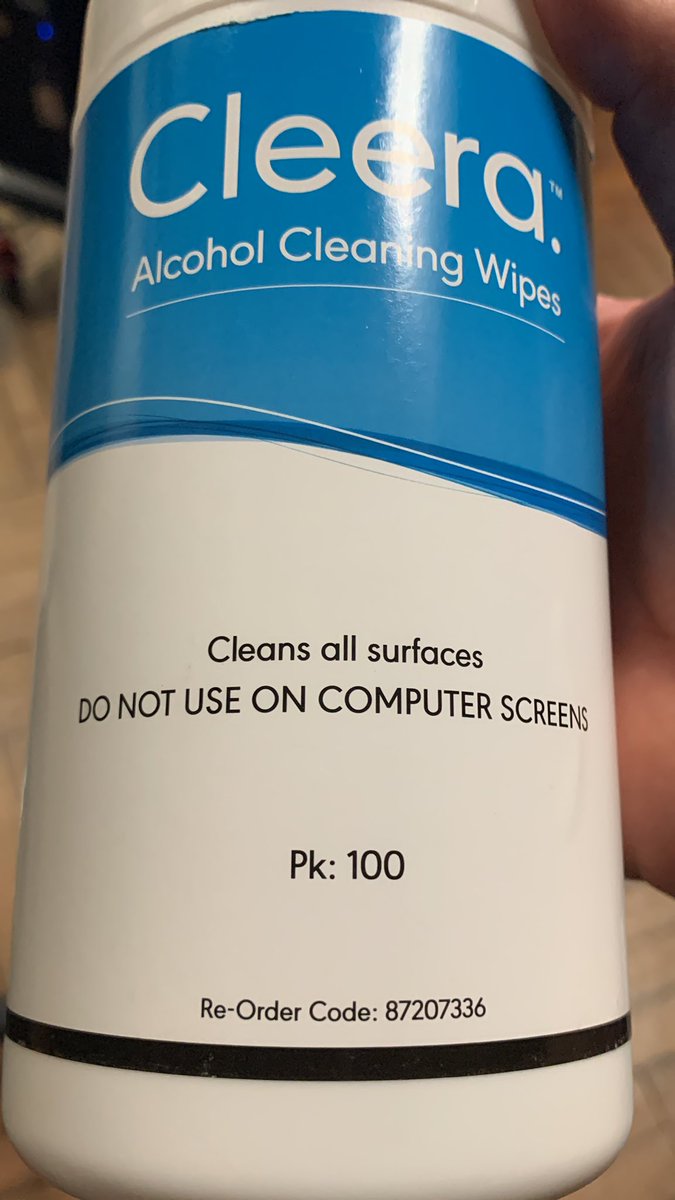 Cleera.™
Alcohol Cleaning Wipes
Cleans all surfaces
DO NOT USE ON COMPUTER SCREENS
Pk: 100
Re-Order Code: 87207336